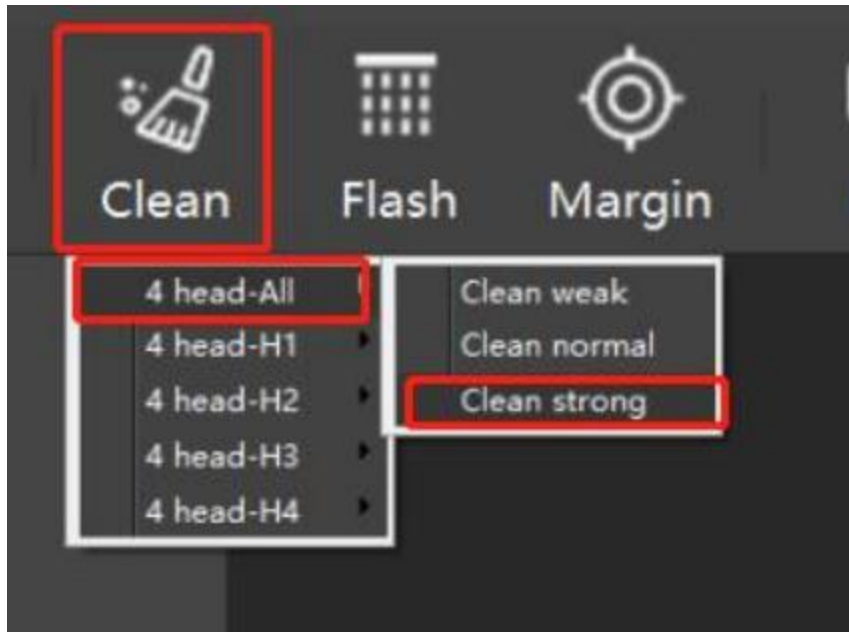 Clean Flash Margin
4 head-All
4 head-H1
4 head-H2
4 head-H3
4 head-H4
Clean weak
Clean normal
Clean strong